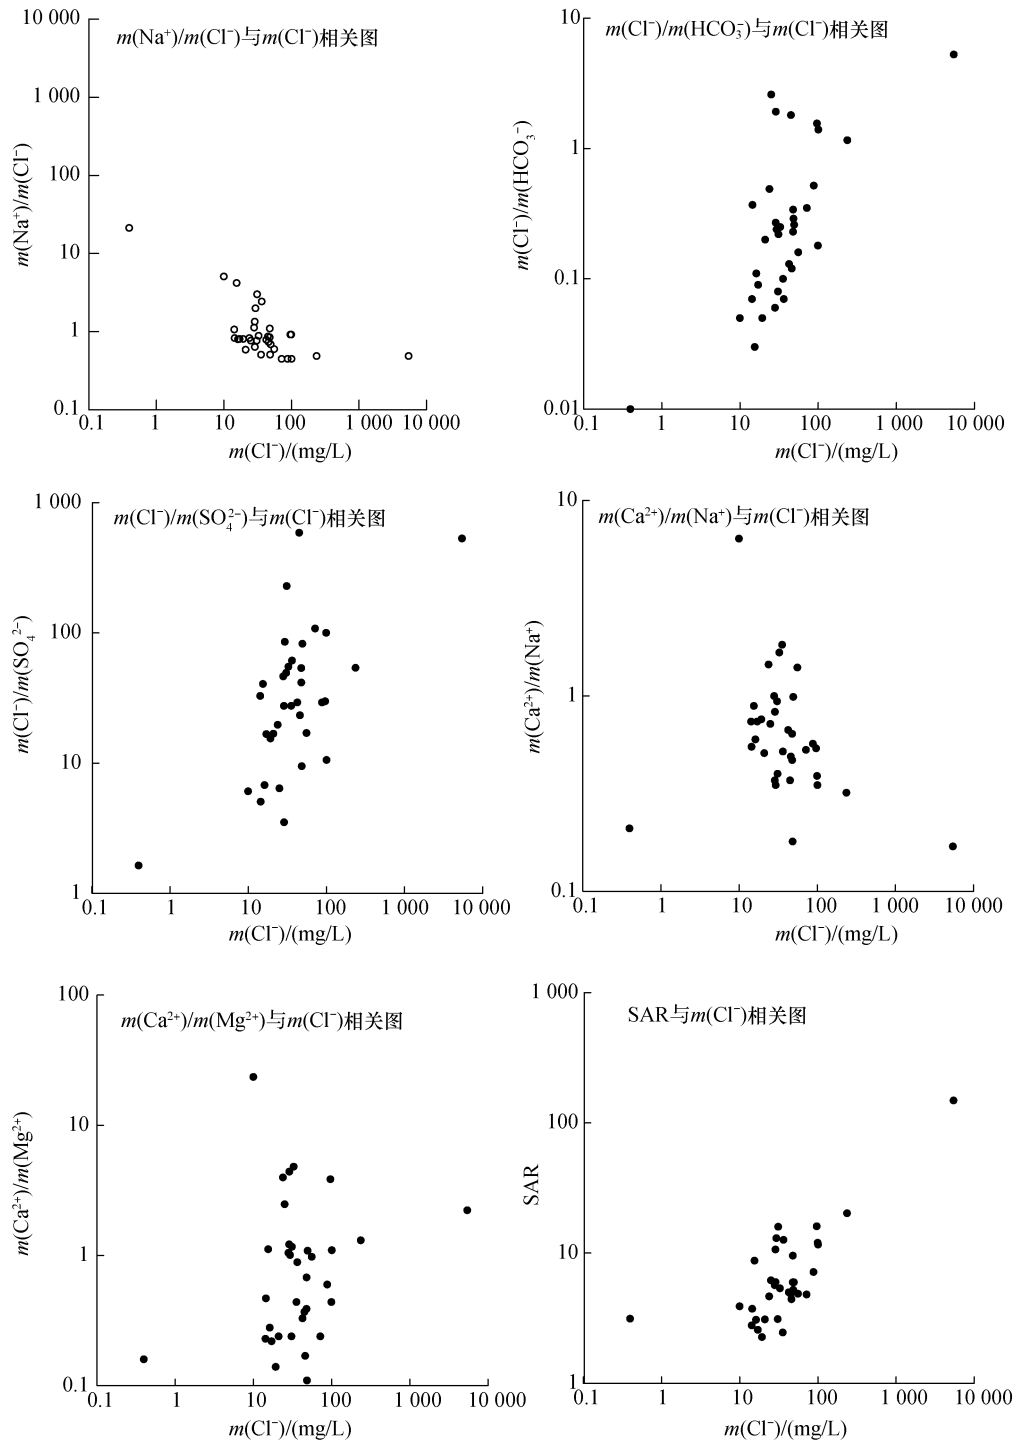 m(Na⁺)/m(Cl⁻)与m(Cl⁻)相关图
m(Na⁺)/m(Cl⁻)
10 000
1 000
100
10
1
0.1
0.1 1 10 100 1 000 10 000
m(Cl⁻)/(mg/L)
m(Cl⁻)/m(HCO₃⁻)与m(Cl⁻)相关图
m(Cl⁻)/m(HCO₃⁻)
10
1
0.1
0.01
0.1 1 10 100 1 000 10 000
m(Cl⁻)/(mg/L)
m(Cl⁻)/m(SO₄²⁻)与m(Cl⁻)相关图
m(Cl⁻)/m(SO₄²⁻)
1 000
100
10
1
0.1 1 10 100 1 000 10 000
m(Cl⁻)/(mg/L)
m(Ca²⁺)/m(Na⁺)与m(Cl⁻)相关图
m(Ca²⁺)/m(Na⁺)
10
1
0.1
0.1 1 10 100 1 000 10 000
m(Cl⁻)/(mg/L)
m(Ca²⁺)/m(Mg²⁺)与m(Cl⁻)相关图
m(Ca²⁺)/m(Mg²⁺)
100
10
1
0.1
0.1 1 10 100 1 000 10 000
m(Cl⁻)/(mg/L)
SAR与m(Cl⁻)相关图
SAR
1 000
100
10
1
0.1 1 10 100 1 000 10 000
m(Cl⁻)/(mg/L)